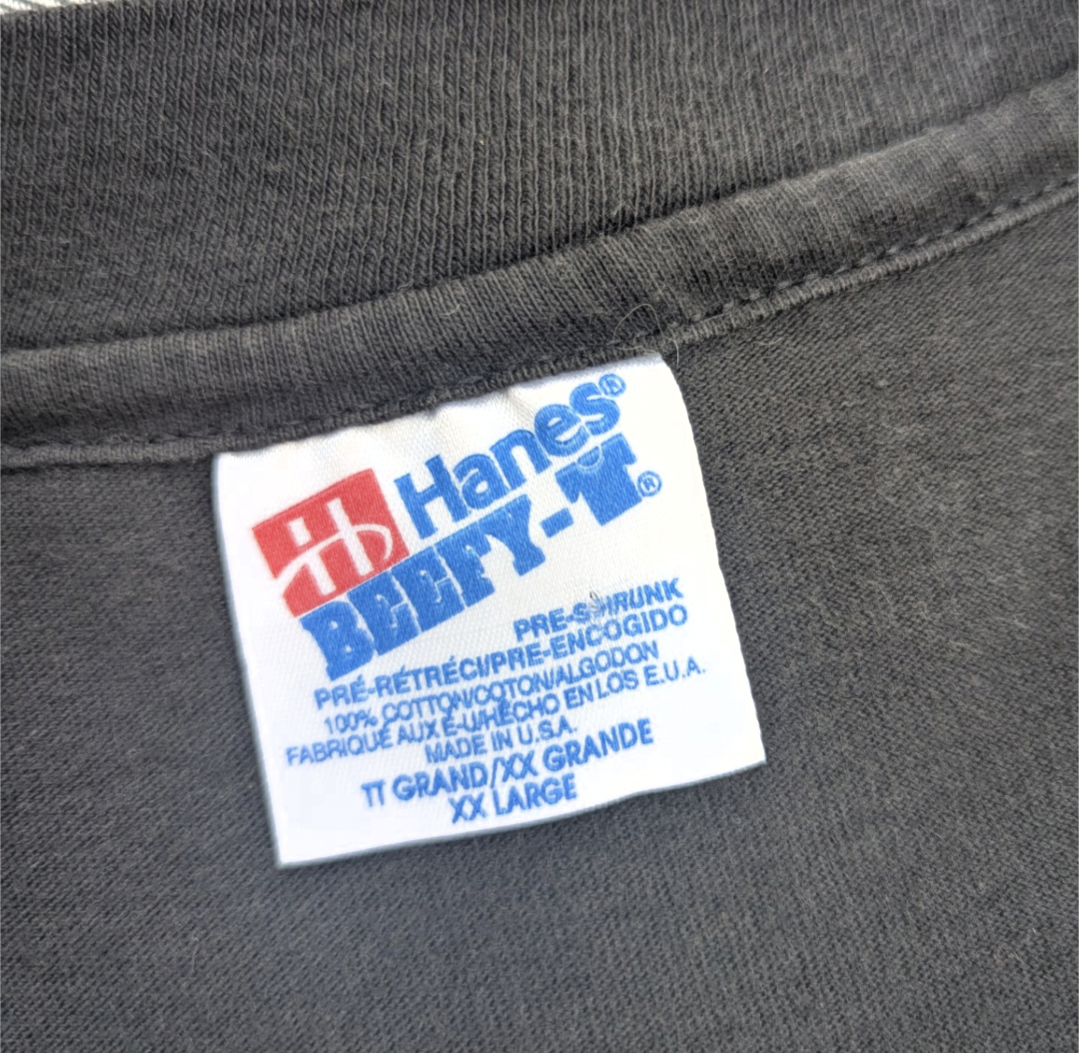 Hanes®
BEEFY-T®
PRE-SHRUNK
PRÉ-RÉTRÉCI/PRE-ENCOGIDO
100% COTTON/COTON/ALGODON
FABRIQUÉ AUX É-U/HECHO EN LOS E.U.A.
MADE IN U.S.A.
TT GRAND/XX GRANDE
XX LARGE